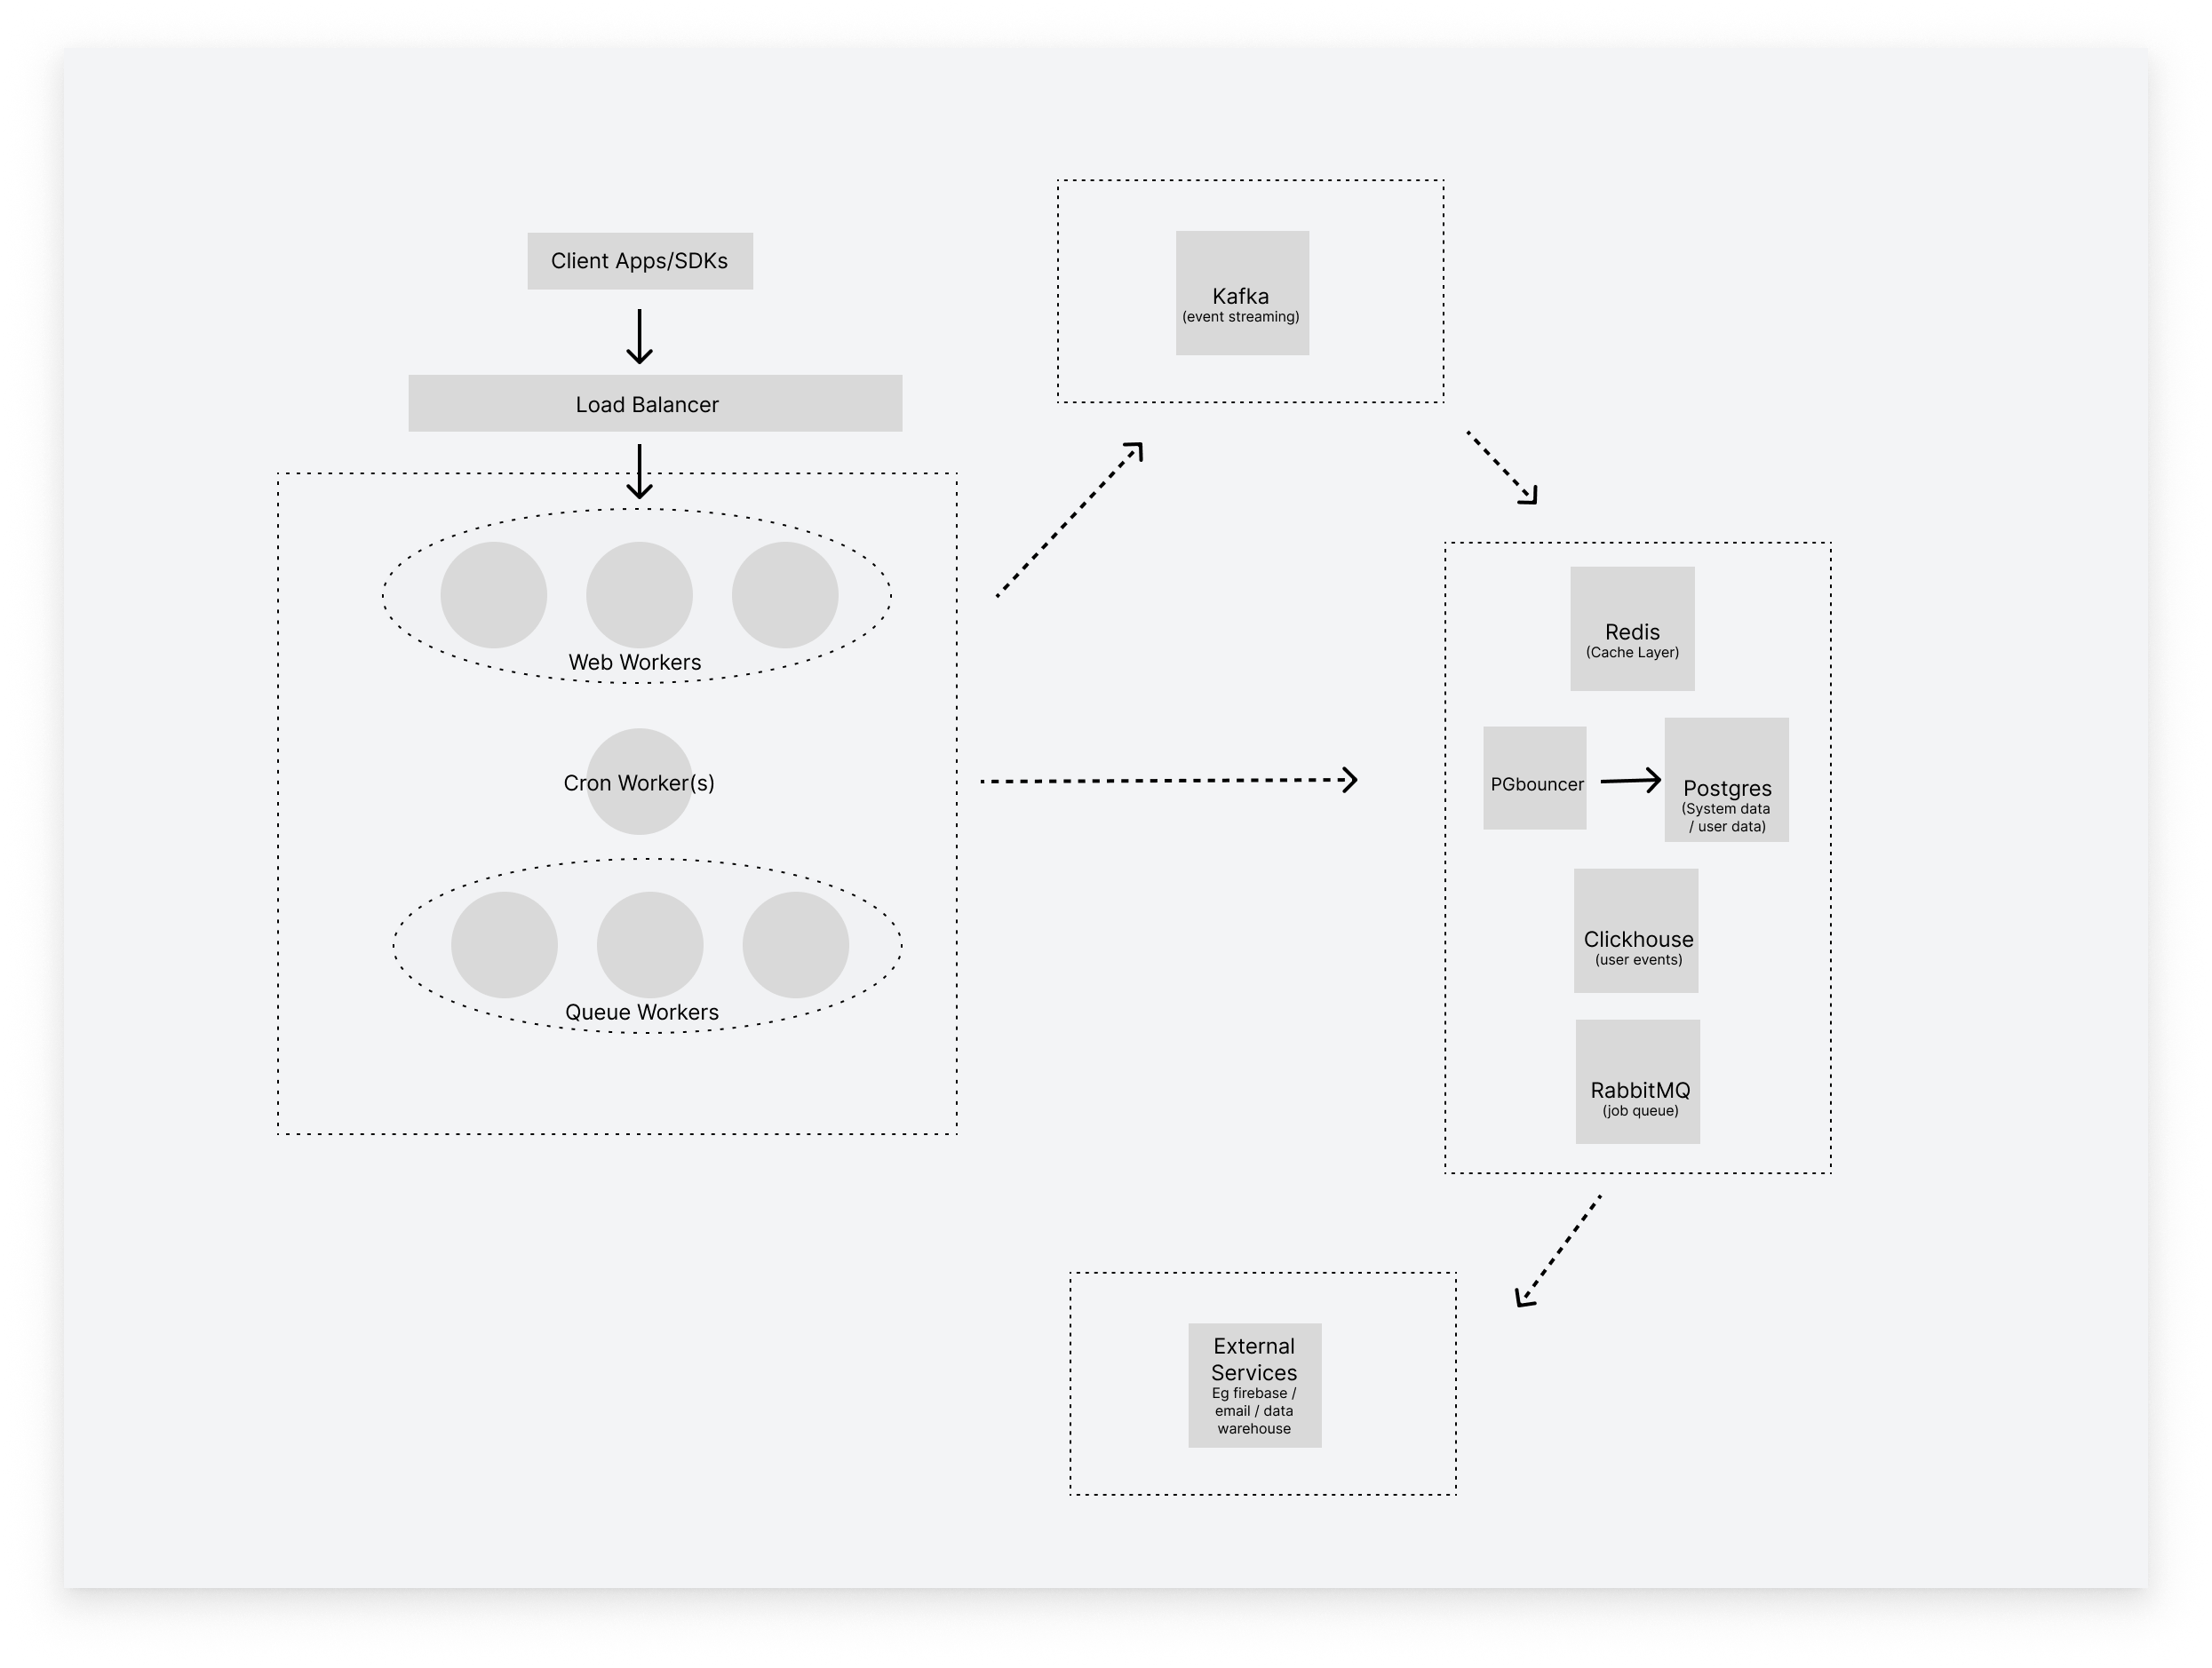 Client Apps/SDKs
Load Balancer
Web Workers
Cron Worker(s)
Queue Workers
Kafka
(event streaming)
Redis
(Cache Layer)
PGbouncer
Postgres
(System data
/ user data)
Clickhouse
(user events)
RabbitMQ
(job queue)
External
Services
Eg firebase /
email / data
warehouse